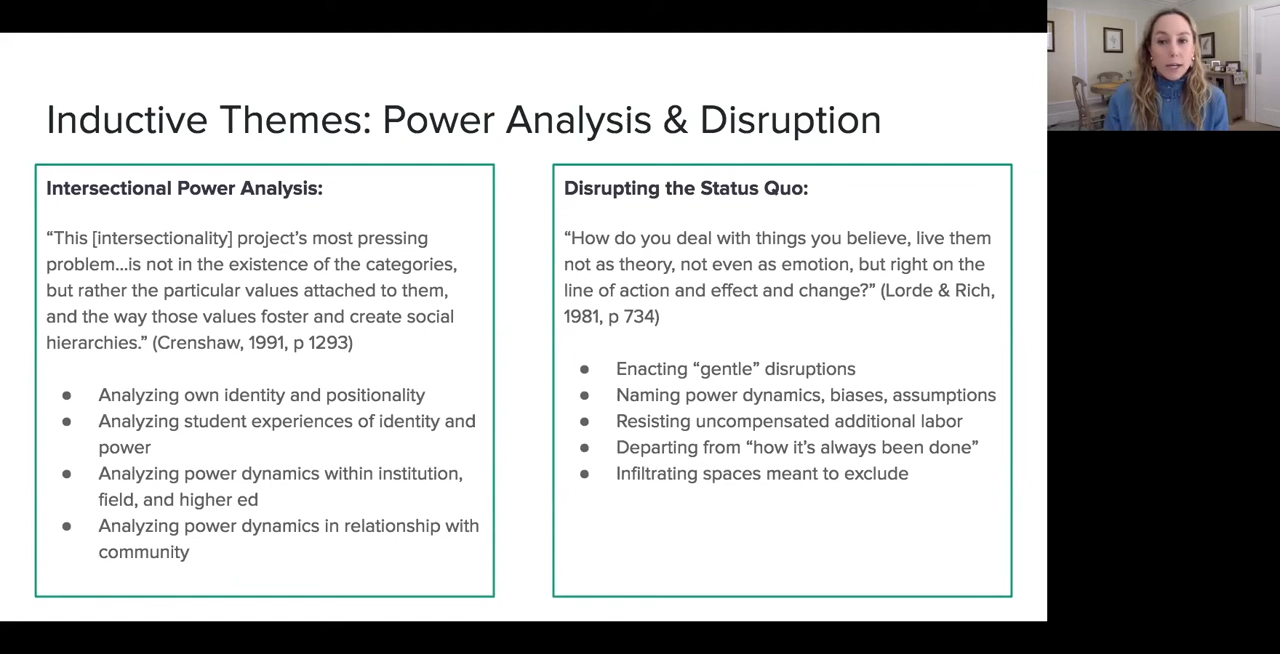 Inductive Themes: Power Analysis & Disruption
Intersectional Power Analysis:
“This [intersectionality] project’s most pressing
problem...is not in the existence of the categories,
but rather the particular values attached to them,
and the way those values foster and create social
hierarchies.” (Crenshaw, 1991, p 1293)
● Analyzing own identity and positionality
● Analyzing student experiences of identity and
power
● Analyzing power dynamics within institution,
field, and higher ed
● Analyzing power dynamics in relationship with
community
Disrupting the Status Quo:
“How do you deal with things you believe, live them
not as theory, not even as emotion, but right on the
line of action and effect and change?” (Lorde & Rich,
1981, p 734)
● Enacting “gentle” disruptions
● Naming power dynamics, biases, assumptions
● Resisting uncompensated additional labor
● Departing from “how it’s always been done”
● Infiltrating spaces meant to exclude